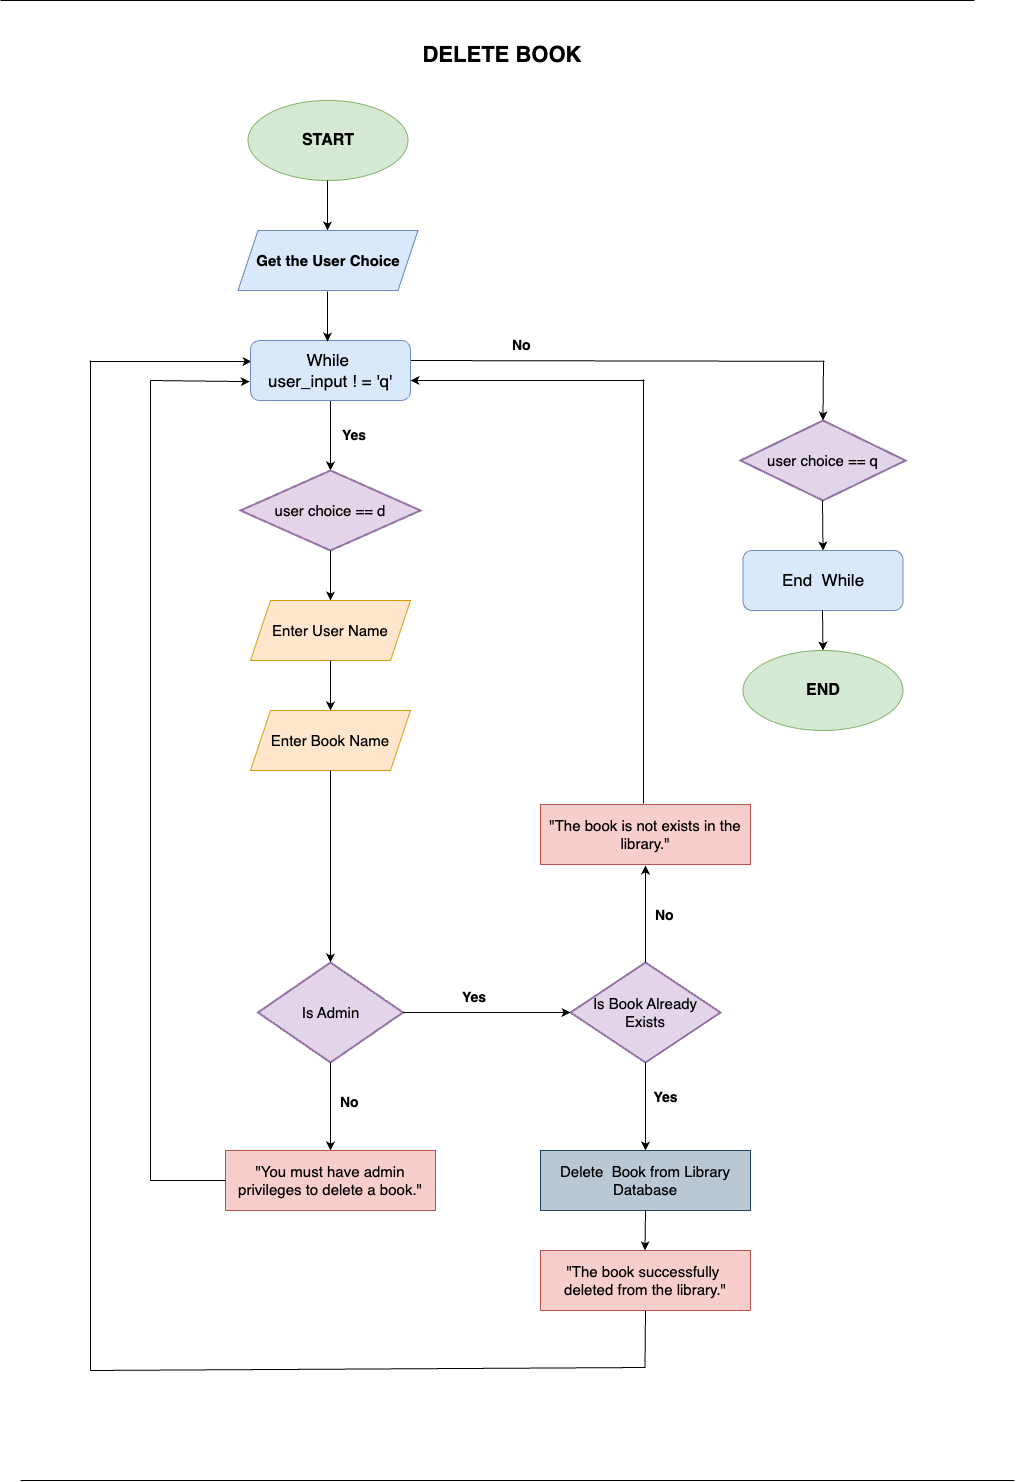 DELETE BOOK
START
Get the User Choice
While
user_input ! = 'q'
No
Yes
user choice == q
user choice == d
End  While
Enter User Name
END
Enter Book Name
"The book is not exists in the
library."
No
Is Admin
Yes
Is Book Already
Exists
No
Yes
"You must have admin
privileges to delete a book."
Delete  Book from Library
Database
"The book successfully
deleted from the library."